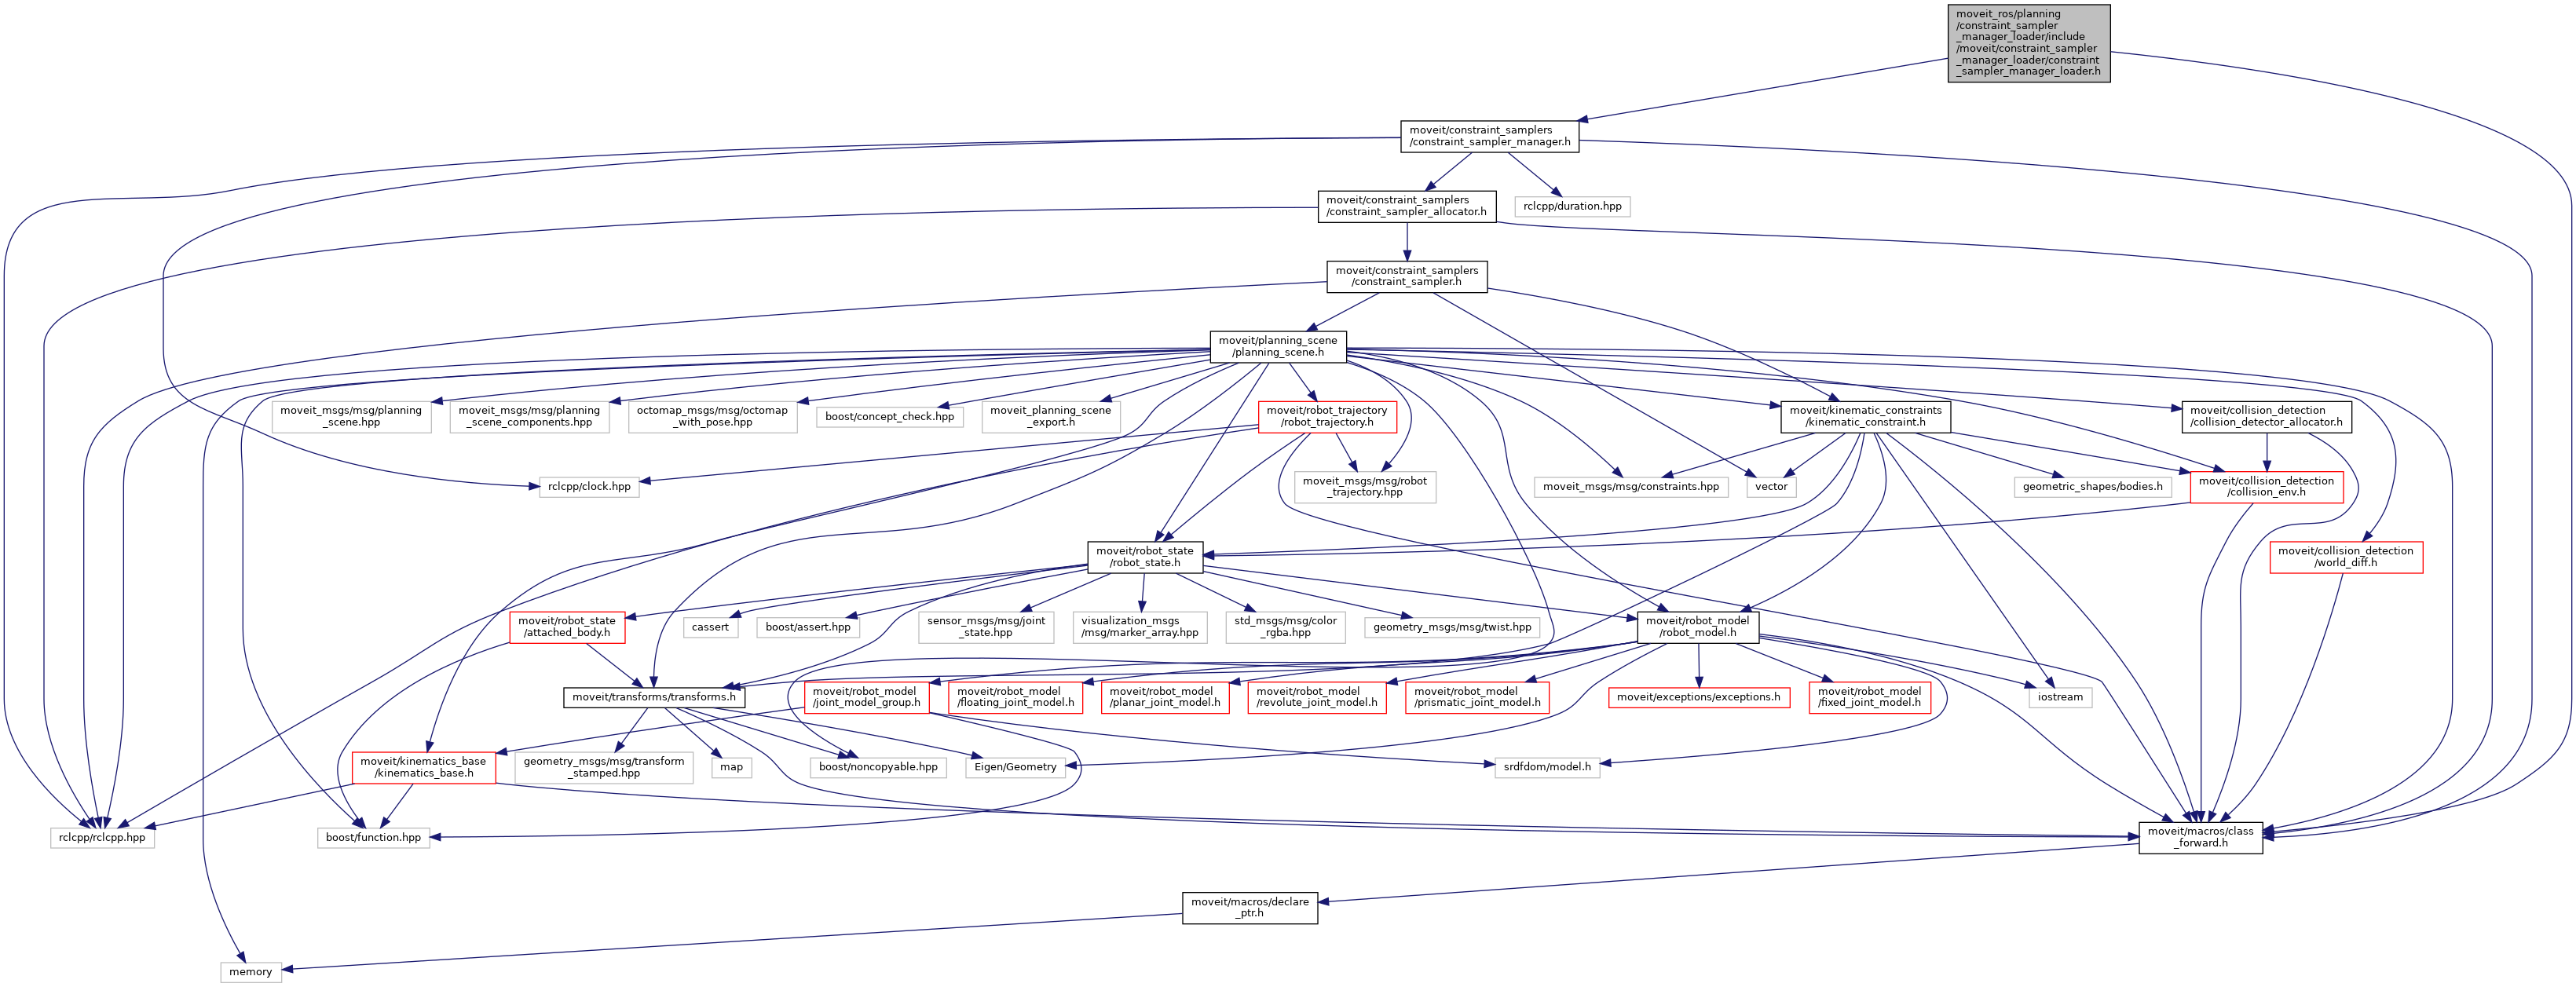 moveit_ros/planning
/constraint_sampler
_manager_loader/include
/moveit/constraint_sampler
_manager_loader/constraint
_sampler_manager_loader.h
moveit/constraint_samplers
/constraint_sampler_manager.h
moveit/constraint_samplers
/constraint_sampler_allocator.h
rclcpp/duration.hpp
moveit/constraint_samplers
/constraint_sampler.h
moveit/planning_scene
/planning_scene.h
moveit_msgs/msg/planning
_scene.hpp
moveit_msgs/msg/planning
_scene_components.hpp
octomap_msgs/msg/octomap
_with_pose.hpp
boost/concept_check.hpp
moveit_planning_scene
_export.h
moveit/robot_trajectory
/robot_trajectory.h
moveit/kinematic_constraints
/kinematic_constraint.h
moveit/collision_detection
/collision_detector_allocator.h
rclcpp/clock.hpp
moveit_msgs/msg/robot
_trajectory.hpp
moveit_msgs/msg/constraints.hpp
vector
geometric_shapes/bodies.h
moveit/collision_detection
/collision_env.h
moveit/robot_state
/robot_state.h
moveit/collision_detection
/world_diff.h
moveit/robot_state
/attached_body.h
cassert
boost/assert.hpp
sensor_msgs/msg/joint
_state.hpp
visualization_msgs
/msg/marker_array.hpp
std_msgs/msg/color
_rgba.hpp
geometry_msgs/msg/twist.hpp
moveit/robot_model
/robot_model.h
moveit/transforms/transforms.h
moveit/robot_model
/joint_model_group.h
moveit/robot_model
/floating_joint_model.h
moveit/robot_model
/planar_joint_model.h
moveit/robot_model
/revolute_joint_model.h
moveit/robot_model
/prismatic_joint_model.h
moveit/exceptions/exceptions.h
moveit/robot_model
/fixed_joint_model.h
iostream
moveit/kinematics_base
/kinematics_base.h
geometry_msgs/msg/transform
_stamped.hpp
map
boost/noncopyable.hpp
Eigen/Geometry
srdfdom/model.h
rclcpp/rclcpp.hpp
boost/function.hpp
moveit/macros/class
_forward.h
moveit/macros/declare
_ptr.h
memory